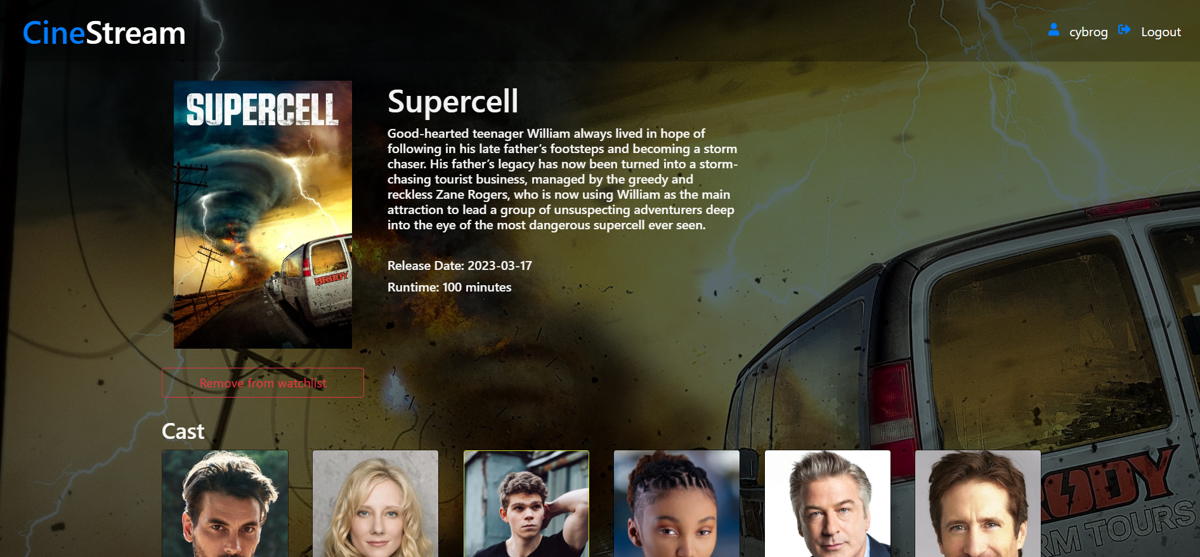 CineStream
cybrog
Logout
SUPERCELL
Supercell
Good-hearted teenager William always lived in hope of
following in his late father’s footsteps and becoming a storm
chaser. His father’s legacy has now been turned into a storm-
chasing tourist business, managed by the greedy and
reckless Zane Rogers, who is now using William as the main
attraction to lead a group of unsuspecting adventurers deep
into the eye of the most dangerous supercell ever seen.
Release Date: 2023-03-17
Runtime: 100 minutes
BRODY
Remove from watchlist
Cast
ODY
RM TOURS